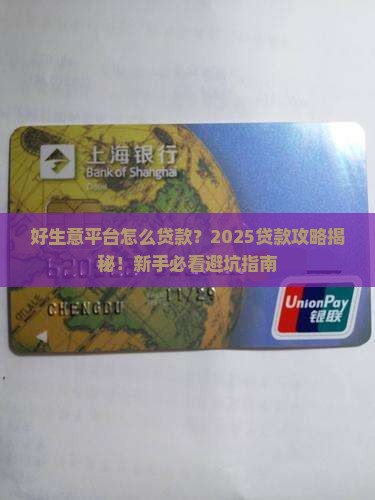 上海银行
Bank of Shanghai
好生意平台怎么贷款？2025贷款攻略揭
秘！新手必看避坑指南
11/29
CHENGDU
UnionPay
银联